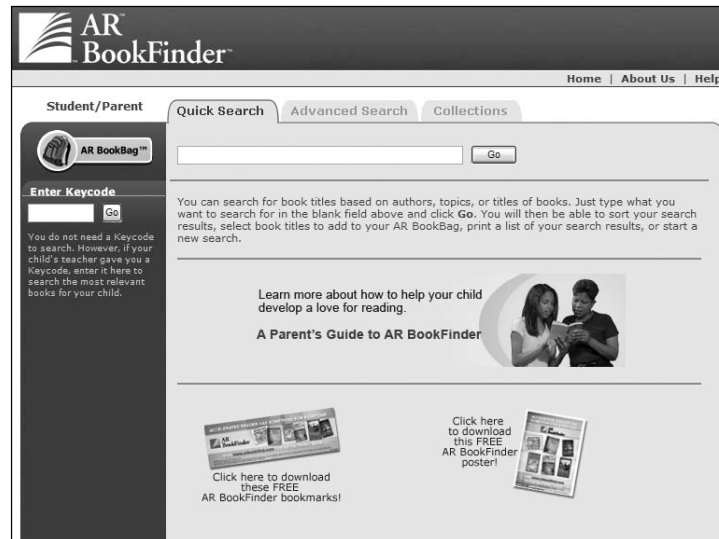 AR
BookFinder™
Home | About Us | Help
Student/Parent
Quick Search
Advanced Search
Collections
AR BookBag™
Go
Enter Keycode
Go
You do not need a Keycode
to search. However, if your
child's teacher gave you a
Keycode, enter it here to
search the most relevant
books for your child.
You can search for book titles based on authors, topics, or titles of books. Just type what you
want to search for in the blank field above and click Go. You will then be able to sort your search
results, select book titles to add to your AR BookBag, print a list of your search results, or start a
new search.
Learn more about how to help your child
develop a love for reading.
A Parent's Guide to AR BookFinder
AR
BookFinder
Click here to download
these FREE
AR BookFinder bookmarks!
Click here
to download
this FREE
AR BookFinder
poster!